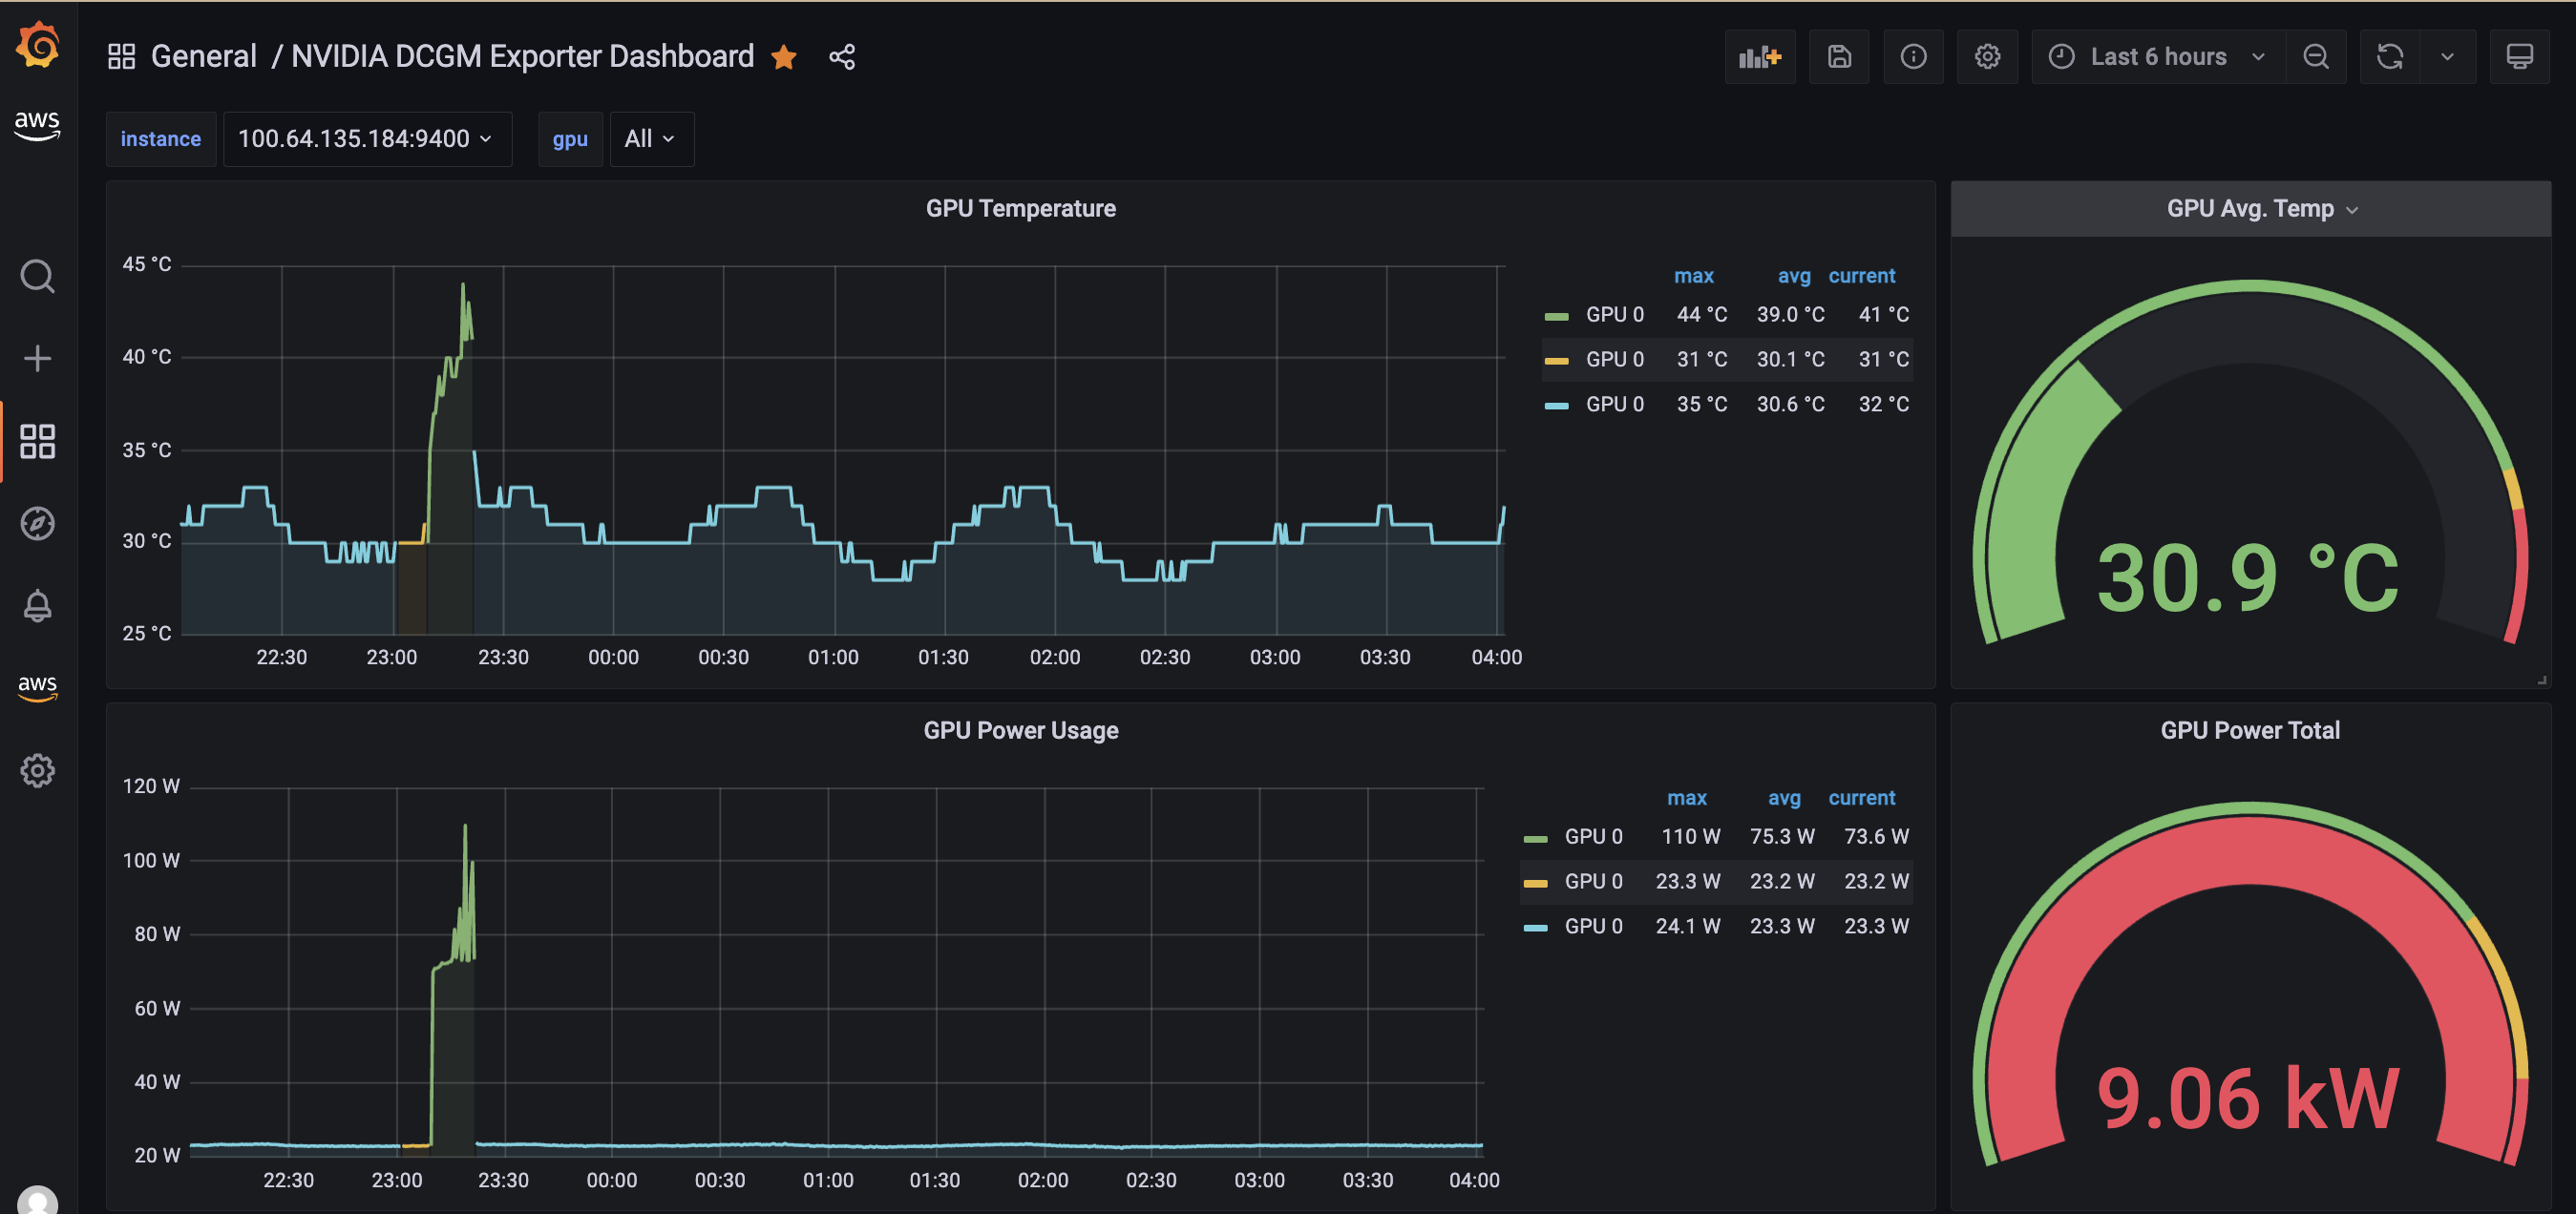 General / NVIDIA DCGM Exporter Dashboard
Last 6 hours
aws
instance 100.64.135.184:9400 gpu All
GPU Temperature
45 °C
40 °C
35 °C
30 °C
25 °C
22:30 23:00 23:30 00:00 00:30 01:00 01:30 02:00 02:30 03:00 03:30 04:00
max avg current
GPU 0 44 °C 39.0 °C 41 °C
GPU 0 31 °C 30.1 °C 31 °C
GPU 0 35 °C 30.6 °C 32 °C
GPU Avg. Temp
30.9 °C
aws
GPU Power Usage
120 W
100 W
80 W
60 W
40 W
20 W
22:30 23:00 23:30 00:00 00:30 01:00 01:30 02:00 02:30 03:00 03:30 04:00
max avg current
GPU 0 110 W 75.3 W 73.6 W
GPU 0 23.3 W 23.2 W 23.2 W
GPU 0 24.1 W 23.3 W 23.3 W
GPU Power Total
9.06 kW